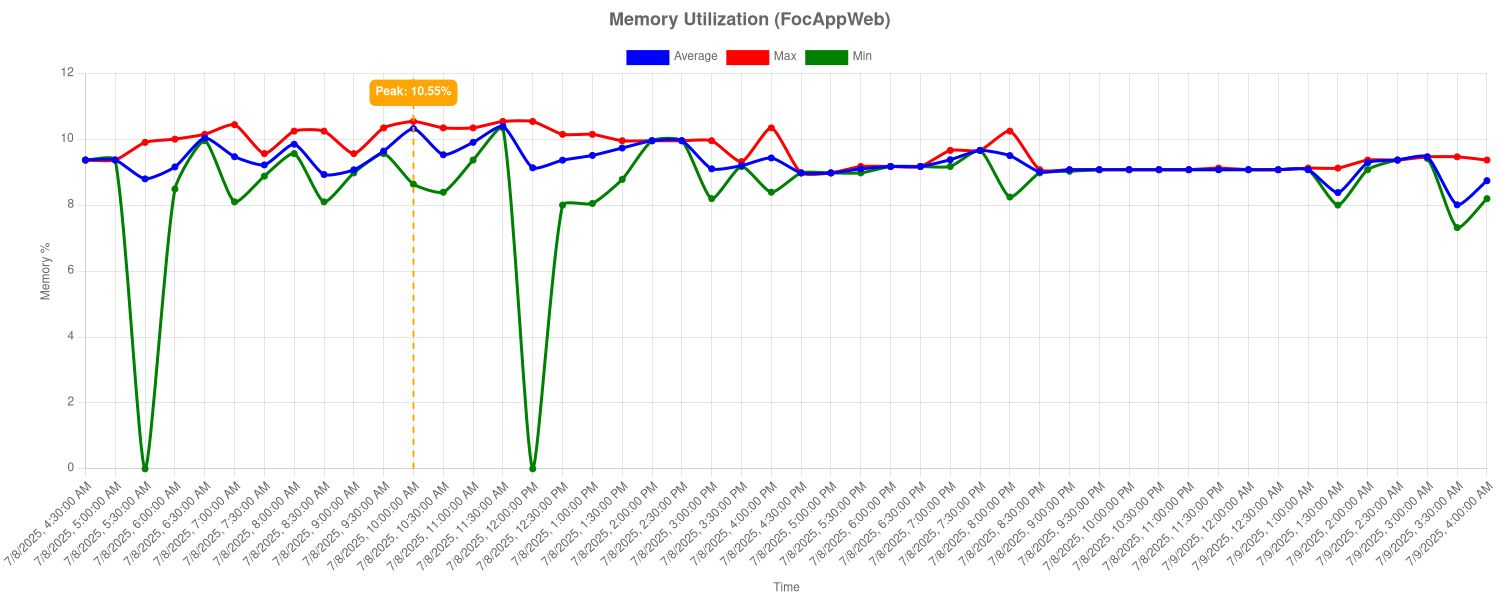 Memory Utilization (FocAppWeb)
Average Max Min
12
Peak: 10.55%
10
8
6
4
2
0
Memory %
7/8/2025, 4:30:00 AM
7/8/2025, 5:00:00 AM
7/8/2025, 5:30:00 AM
7/8/2025, 6:00:00 AM
7/8/2025, 6:30:00 AM
7/8/2025, 7:00:00 AM
7/8/2025, 7:30:00 AM
7/8/2025, 8:00:00 AM
7/8/2025, 8:30:00 AM
7/8/2025, 9:00:00 AM
7/8/2025, 9:30:00 AM
7/8/2025, 10:00:00 AM
7/8/2025, 10:30:00 AM
7/8/2025, 11:00:00 AM
7/8/2025, 11:30:00 AM
7/8/2025, 12:00:00 PM
7/8/2025, 12:30:00 PM
7/8/2025, 1:00:00 PM
7/8/2025, 1:30:00 PM
7/8/2025, 2:00:00 PM
7/8/2025, 2:30:00 PM
7/8/2025, 3:00:00 PM
7/8/2025, 3:30:00 PM
7/8/2025, 4:00:00 PM
7/8/2025, 4:30:00 PM
7/8/2025, 5:00:00 PM
7/8/2025, 5:30:00 PM
7/8/2025, 6:00:00 PM
7/8/2025, 6:30:00 PM
7/8/2025, 7:00:00 PM
7/8/2025, 7:30:00 PM
7/8/2025, 8:00:00 PM
7/8/2025, 8:30:00 PM
7/8/2025, 9:00:00 PM
7/8/2025, 9:30:00 PM
7/8/2025, 10:00:00 PM
7/8/2025, 10:30:00 PM
7/8/2025, 11:00:00 PM
7/8/2025, 11:30:00 PM
7/9/2025, 12:00:00 AM
7/9/2025, 12:30:00 AM
7/9/2025, 1:00:00 AM
7/9/2025, 1:30:00 AM
7/9/2025, 2:00:00 AM
7/9/2025, 2:30:00 AM
7/9/2025, 3:00:00 AM
7/9/2025, 3:30:00 AM
7/9/2025, 4:00:00 AM
Time